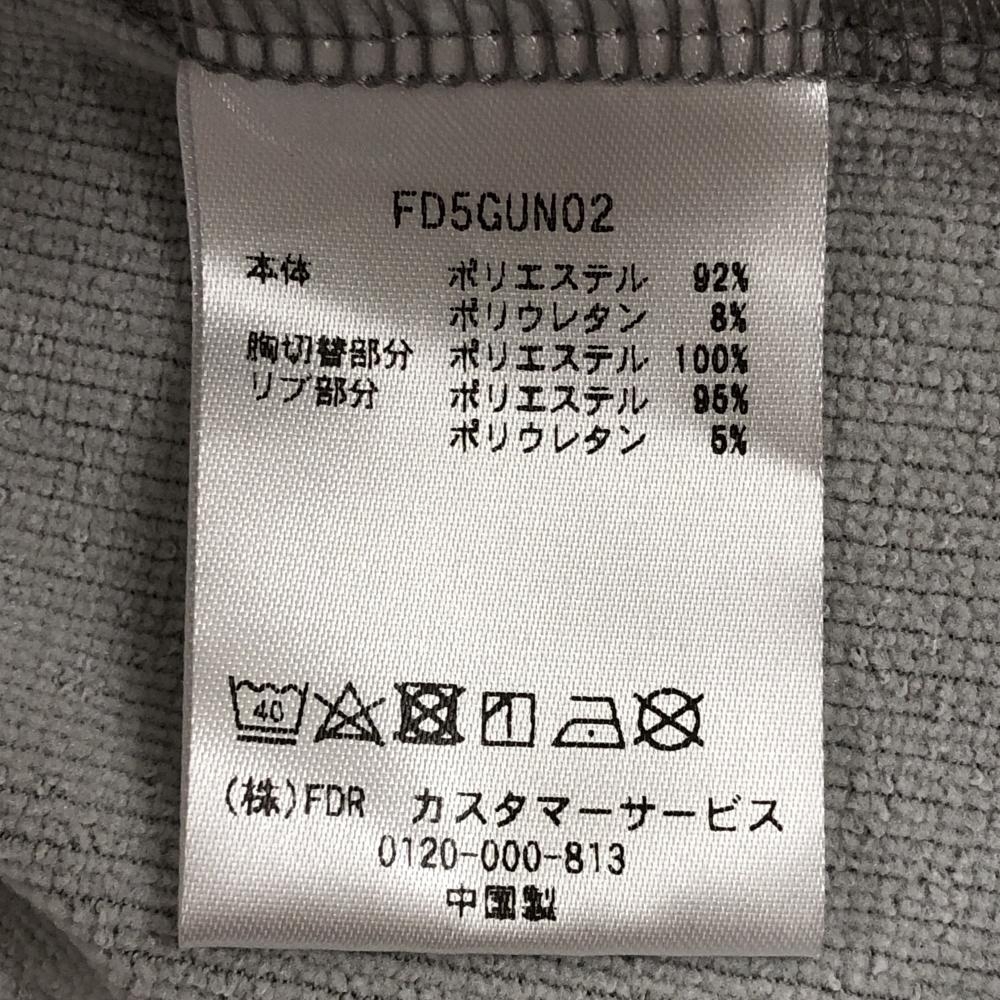 FD5GUN02
本体 ポリエステル 92%
ポリウレタン 8%
胸切替部分 ポリエステル 100%
リブ部分 ポリエステル 95%
ポリウレタン 5%
40
(株)FDR カスタマーサービス
0120-000-813
中国製